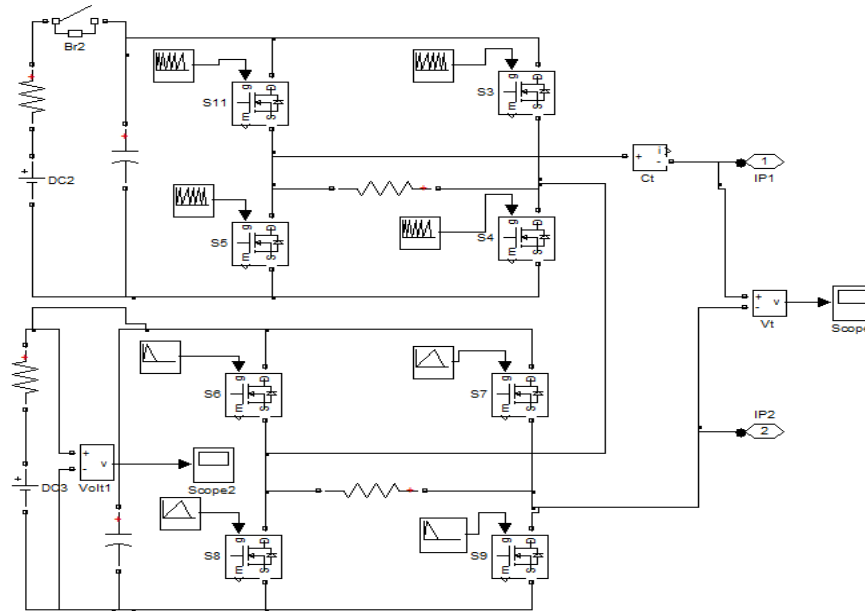 Br2
g
D
m
S
S11
g
D
m
S
S3
DC2
+
i
-
Ct
1
IP1
g
D
m
S
S5
g
D
m
S
S4
+
-
v
Vt
Scope
g
D
m
S
S6
g
D
m
S
S7
IP2
2
+
-
v
Volt1
Scope2
DC3
g
D
m
S
S8
g
D
m
S
S9